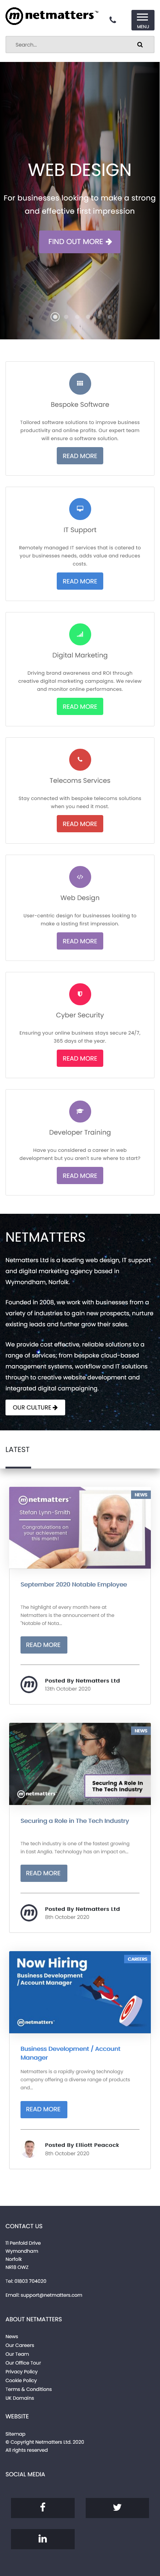 netmatters™
MENU
Search...
WEB DESIGN
For businesses looking to make a strong
and effective first impression
FIND OUT MORE
Bespoke Software
Tailored software solutions to improve business
productivity and online profits. Our expert team
will ensure a software solution.
READ MORE
IT Support
Remotely managed IT services that is catered to
your businesses needs, adds value and reduces
costs.
READ MORE
Digital Marketing
Driving brand awareness and ROI through
creative digital marketing campaigns. We review
and monitor online performances.
READ MORE
Telecoms Services
Stay connected with bespoke telecoms solutions
when you need it most.
READ MORE
Web Design
User-centric design for businesses looking to
make a lasting first impression.
READ MORE
Cyber Security
Ensuring your online business stays secure 24/7,
365 days of the year.
READ MORE
Developer Training
Have you considered a career in web
development but you aren't sure where to start?
READ MORE
NETMATTERS
Netmatters Ltd is a leading web design, IT support
and digital marketing agency based in
Wymondham, Norfolk.
Founded in 2008, we work with businesses from a
variety of industries to gain new prospects, nurture
existing leads and further grow their sales.
We provide cost effective, reliable solutions to a
range of services; from bespoke cloud-based
management systems, workflow and IT solutions
through to creative website development and
integrated digital campaigning.
OUR CULTURE
LATEST
netmatters
NEWS
Stefan Lynn-Smith
Congratulations on
your achievement
this month!
September 2020 Notable Employee
The highlight of every month here at
Netmatters is the announcement of the
READ MORE
Posted By Netmatters Ltd
13th October 2020
NEWS
Securing A Role In
The Tech Industry
netmatters
Securing a Role in The Tech Industry
The tech industry is one of the fastest growing
in East Anglia. Technology has an impact on...
READ MORE
Posted By Netmatters Ltd
9th October 2020
CAREERS
Now Hiring
Business Development
/ Account Manager
netmatters
Business Development / Account
Manager
Netmatters is a rapidly growing technology
company offering a diverse range of products
and...
READ MORE
Posted By Elliott Peacock
8th October 2020
CONTACT US
11 Penfold Drive
Wymondham
Norfolk
NR18 0WZ
Tel: 01603 704020
Email: support@netmatters.com
ABOUT NETMATTERS
News
Our Careers
Our Team
Our Office Tour
Privacy Policy
Cookie Policy
Terms & Conditions
UK Domains
WEBSITE
Sitemap
© Copyright Netmatters Ltd. 2020
All rights reserved
SOCIAL MEDIA